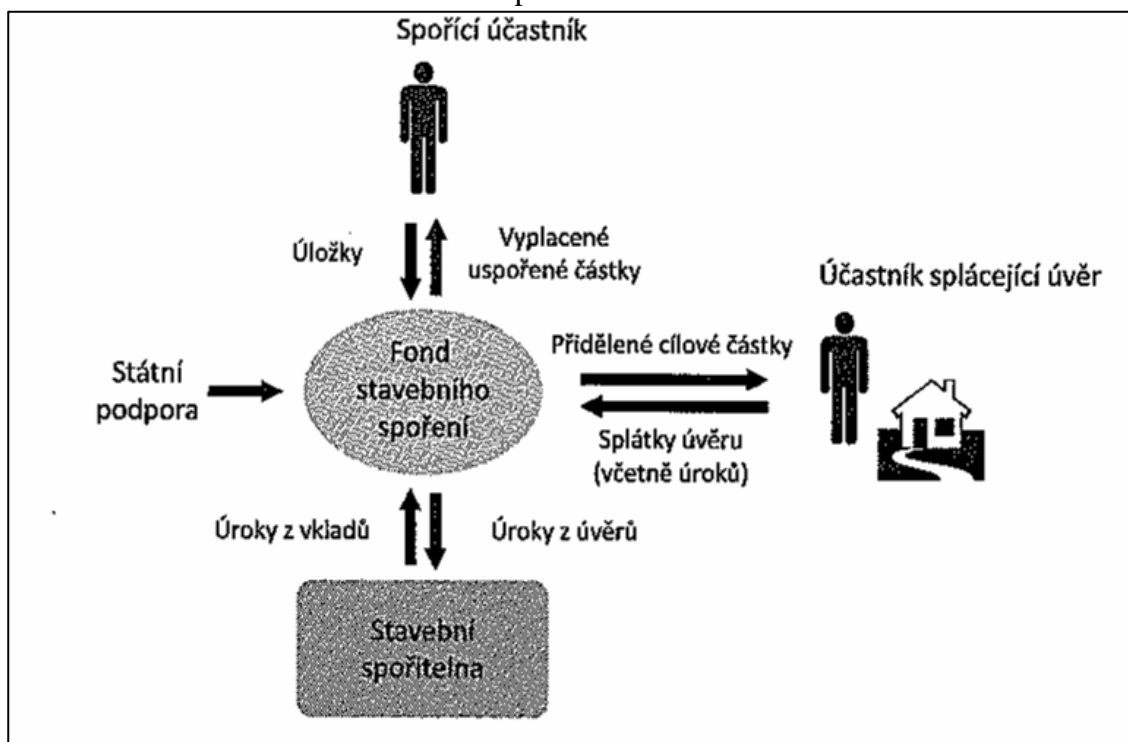 Spořící účastník
Úložky
Vyplacené
uspořené částky
Účastník splácející úvěr
Státní
podpora
Fond
stavebního
spoření
Přidělené cílové částky
Splátky úvěru
(včetně úroků)
Úroky z vkladů
Úroky z úvěrů
Stavební
spořitelna